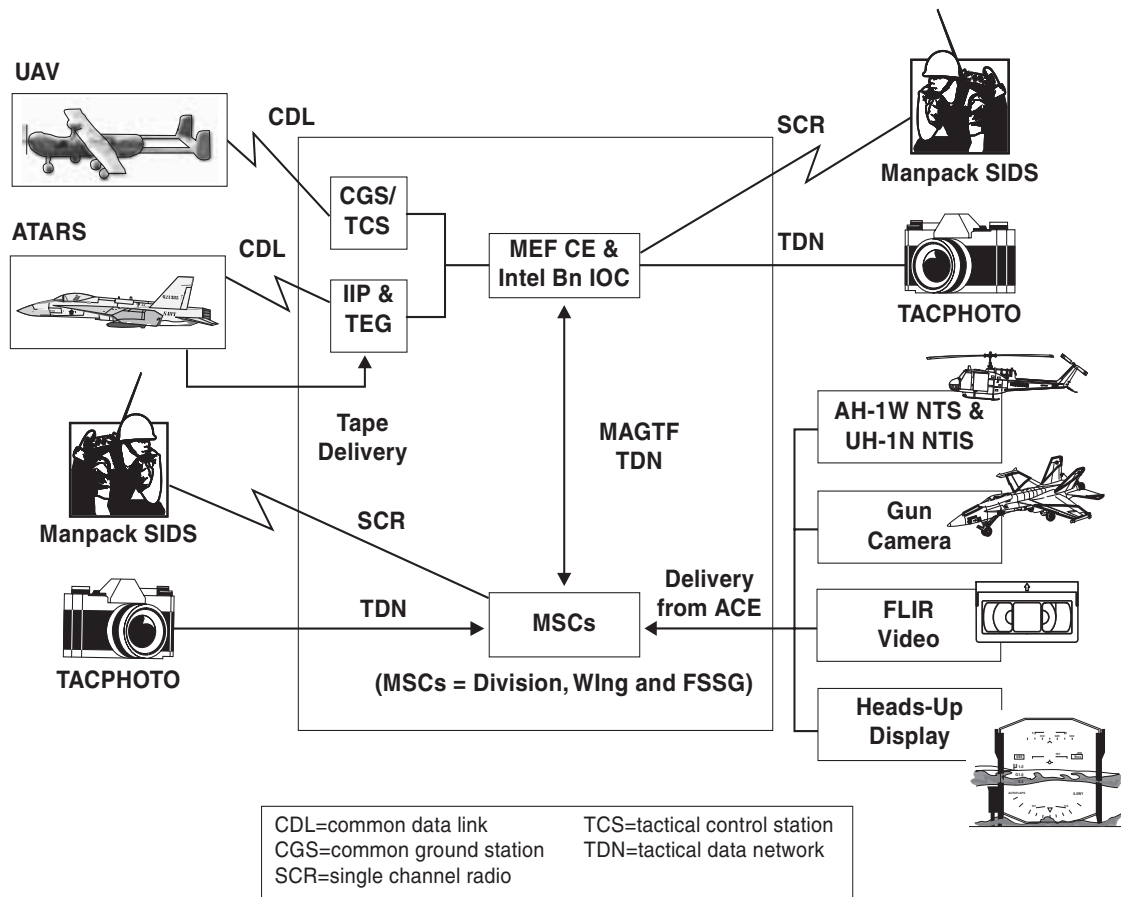 UAV
CDL
SCR
Manpack SIDS
CGS/
TCS
ATARS
CDL
MEF CE &
Intel Bn IOC
TDN
IIP &
TEG
TACPHOTO
Tape
Delivery
MAGTF
TDN
AH-1W NTS &
UH-1N NTIS
Manpack SIDS
SCR
Gun
Camera
TDN
MSCs
Delivery
from ACE
FLIR
Video
TACPHOTO
(MSCs = Division, WIng and FSSG)
Heads-Up
Display
CDL=common data link
TCS=tactical control station
CGS=common ground station
TDN=tactical data network
SCR=single channel radio